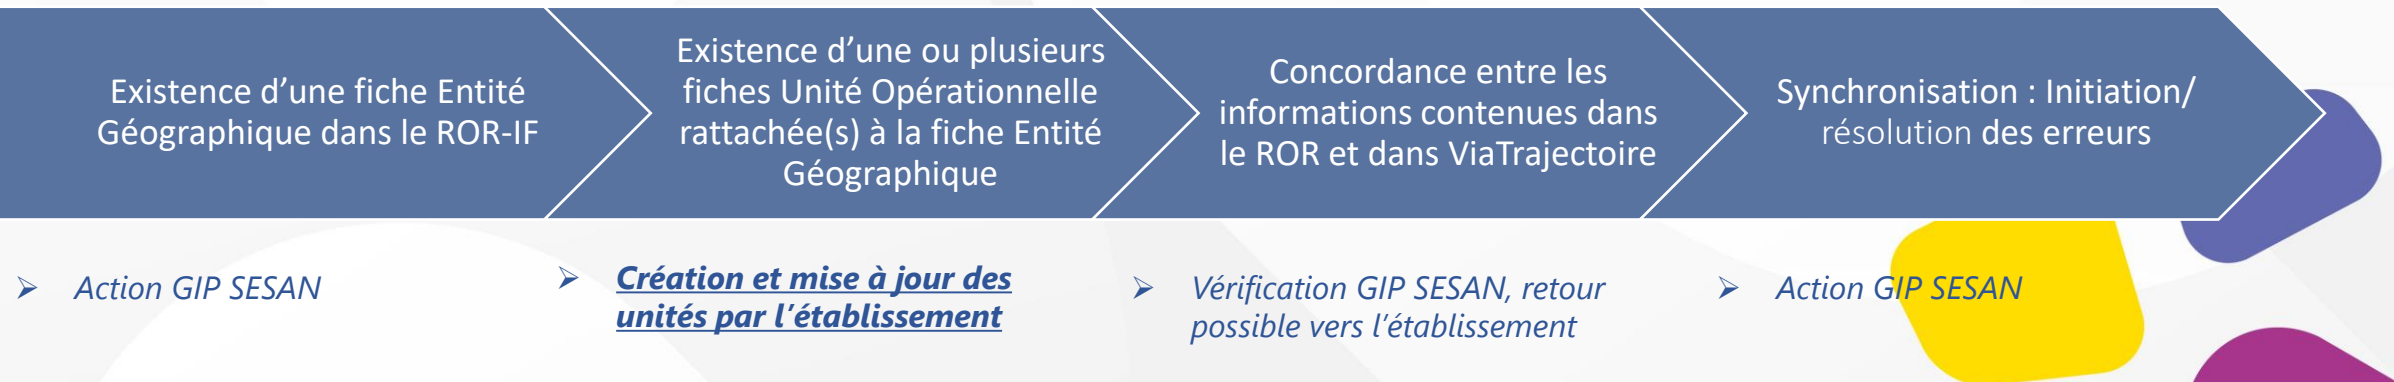 Existence d’une fiche Entité
Géographique dans le ROR-IF
Existence d’une ou plusieurs
fiches Unité Opérationnelle
rattachée(s) à la fiche Entité
Géographique
Concordance entre les
informations contenues dans
le ROR et dans ViaTrajectoire
Synchronisation : Initiation/
résolution des erreurs
➢ Action GIP SESAN
➢ Création et mise à jour des
unités par l’établissement
➢ Vérification GIP SESAN, retour
possible vers l’établissement
➢ Action GIP SESAN